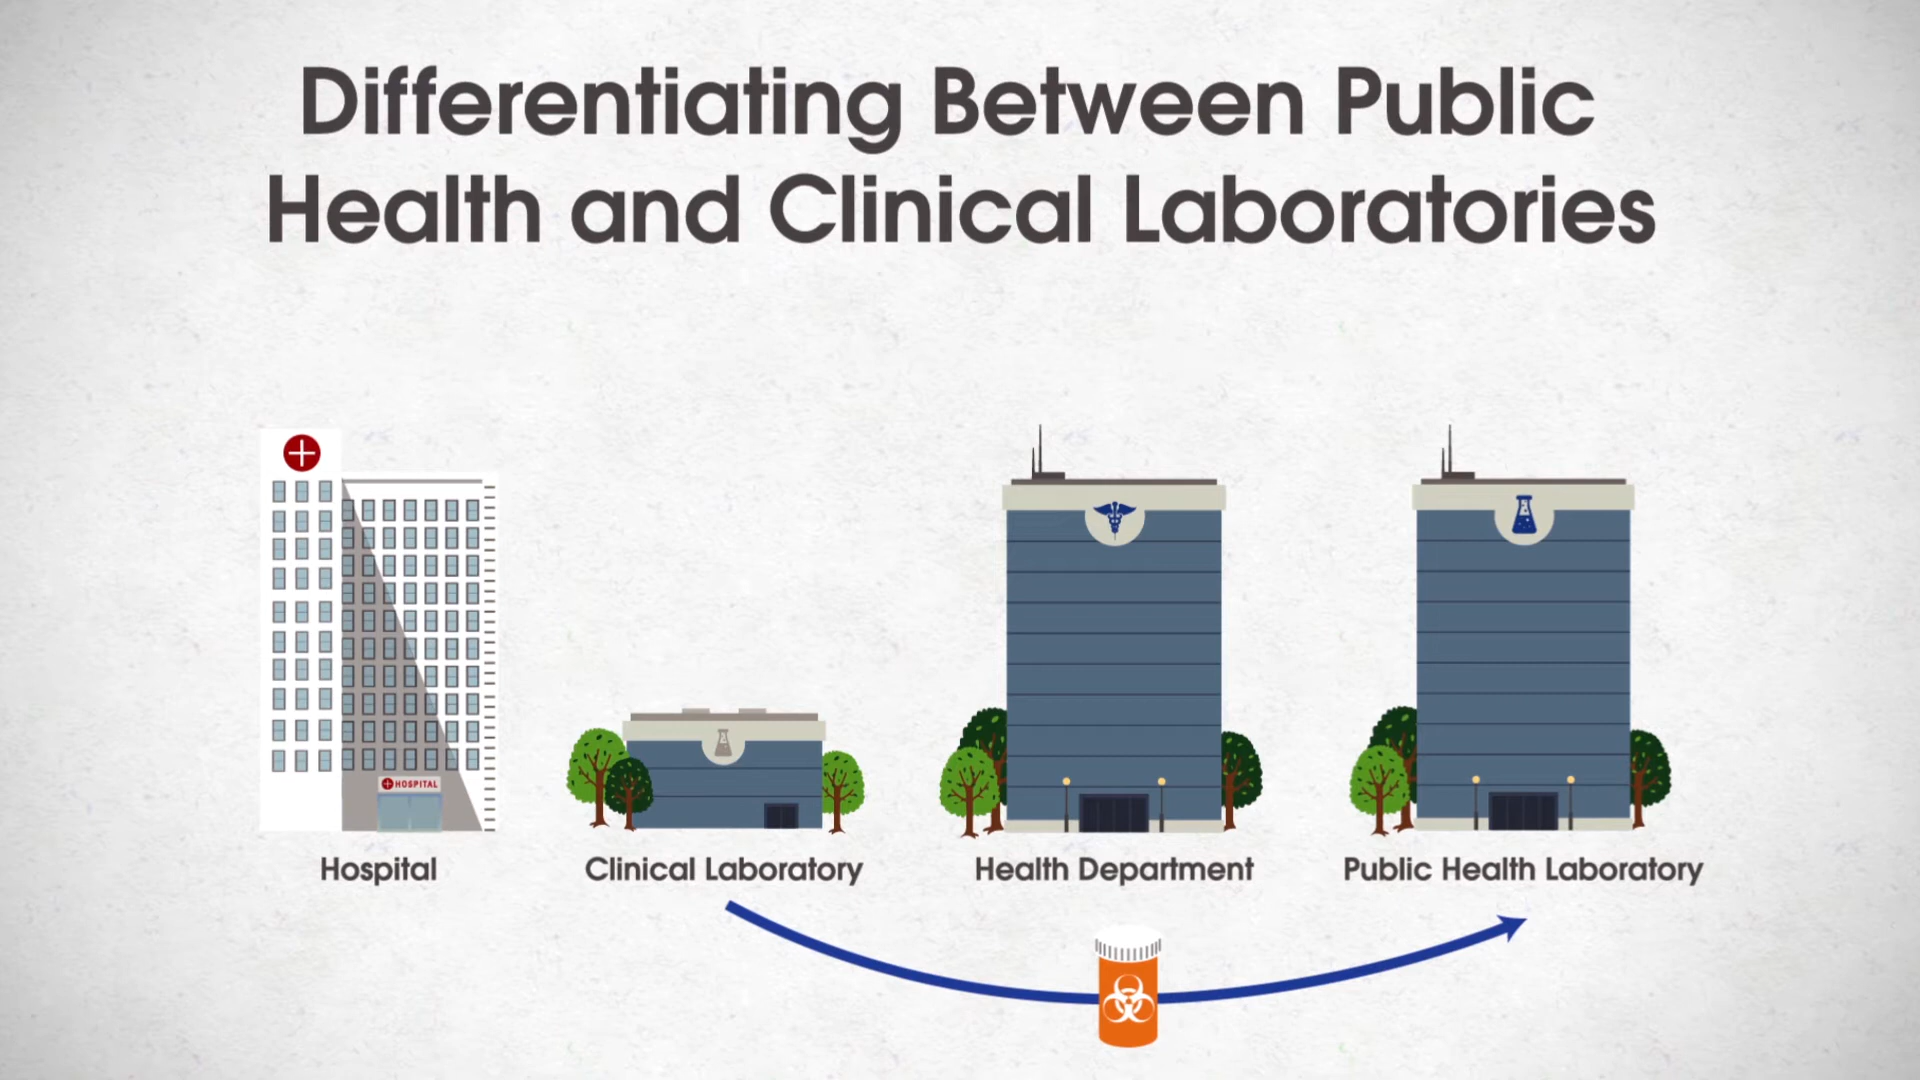 Differentiating Between Public
Health and Clinical Laboratories
HOSPITAL
Hospital
Clinical Laboratory
Health Department
Public Health Laboratory